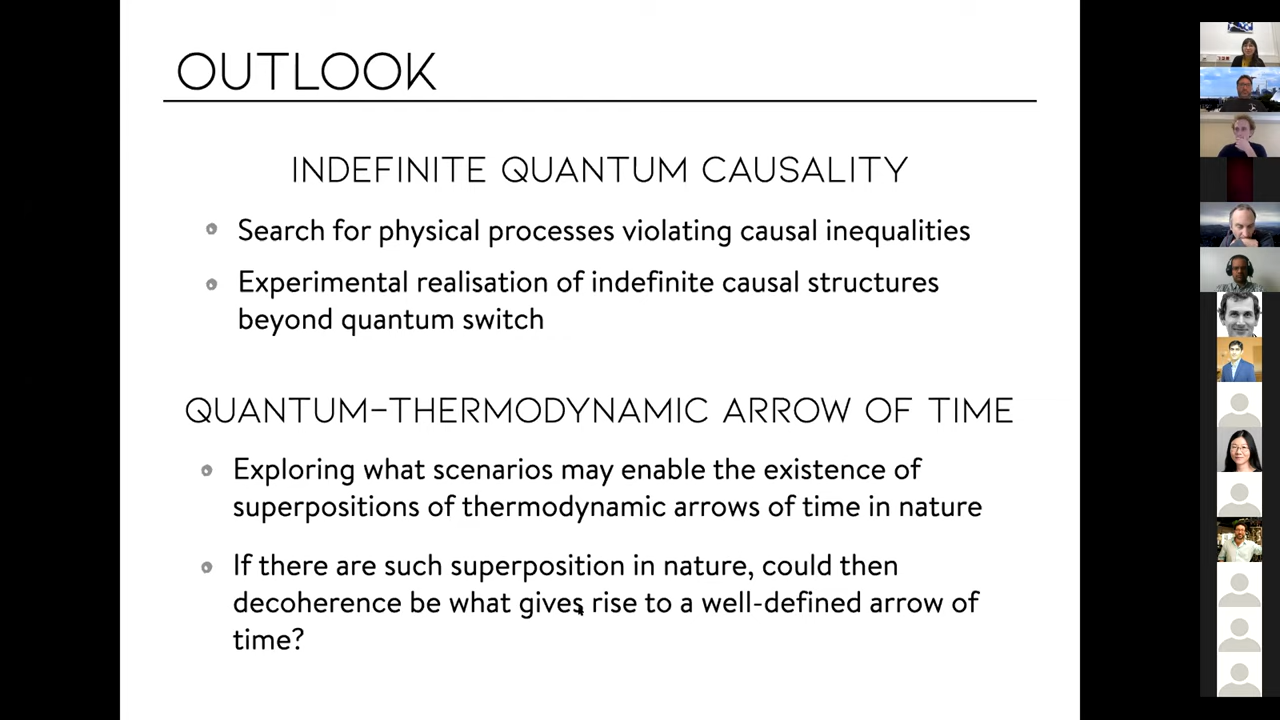 OUTLOOK
INDEFINITE QUANTUM CAUSALITY
Search for physical processes violating causal inequalities
Experimental realisation of indefinite causal structures
beyond quantum switch
QUANTUM-THERMODYNAMIC ARROW OF TIME
Exploring what scenarios may enable the existence of
superpositions of thermodynamic arrows of time in nature
If there are such superposition in nature, could then
decoherence be what gives rise to a well-defined arrow of
time?